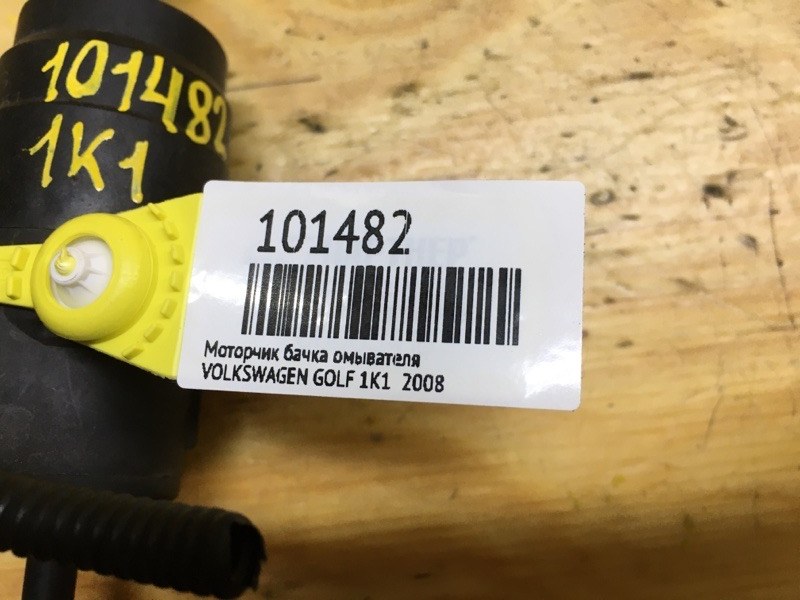 101482
1K1
101482
Моторчик бачка омывателя
VOLKSWAGEN GOLF 1K1 2008